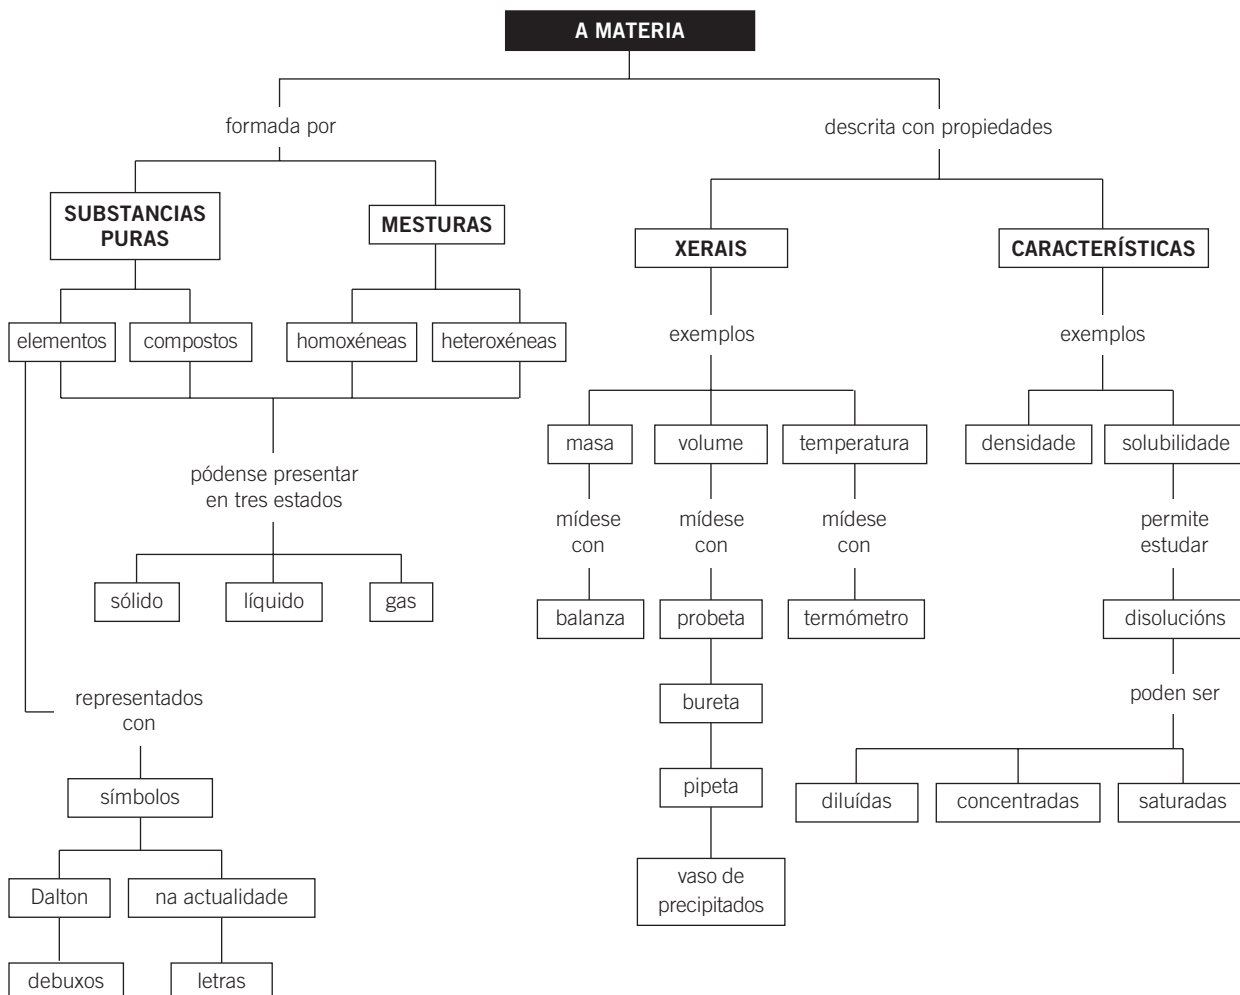 A MATERIA
formada por
descrita con propiedades
SUBSTANCIAS
PURAS
MESTURAS
XERAIS
CARACTERÍSTICAS
elementos
compostos
homoxéneas
heteroxéneas
exemplos
exemplos
masa
volume
temperatura
densidade
solubilidade
pódense presentar
en tres estados
mídese
con
mídese
con
mídese
con
permite
estudar
sólido
líquido
gas
balanza
probeta
termómetro
disolucións
representados
con
bureta
poden ser
símbolos
pipeta
diluídas
concentradas
saturadas
Dalton
na actualidade
vaso de
precipitados
debuxos
letras